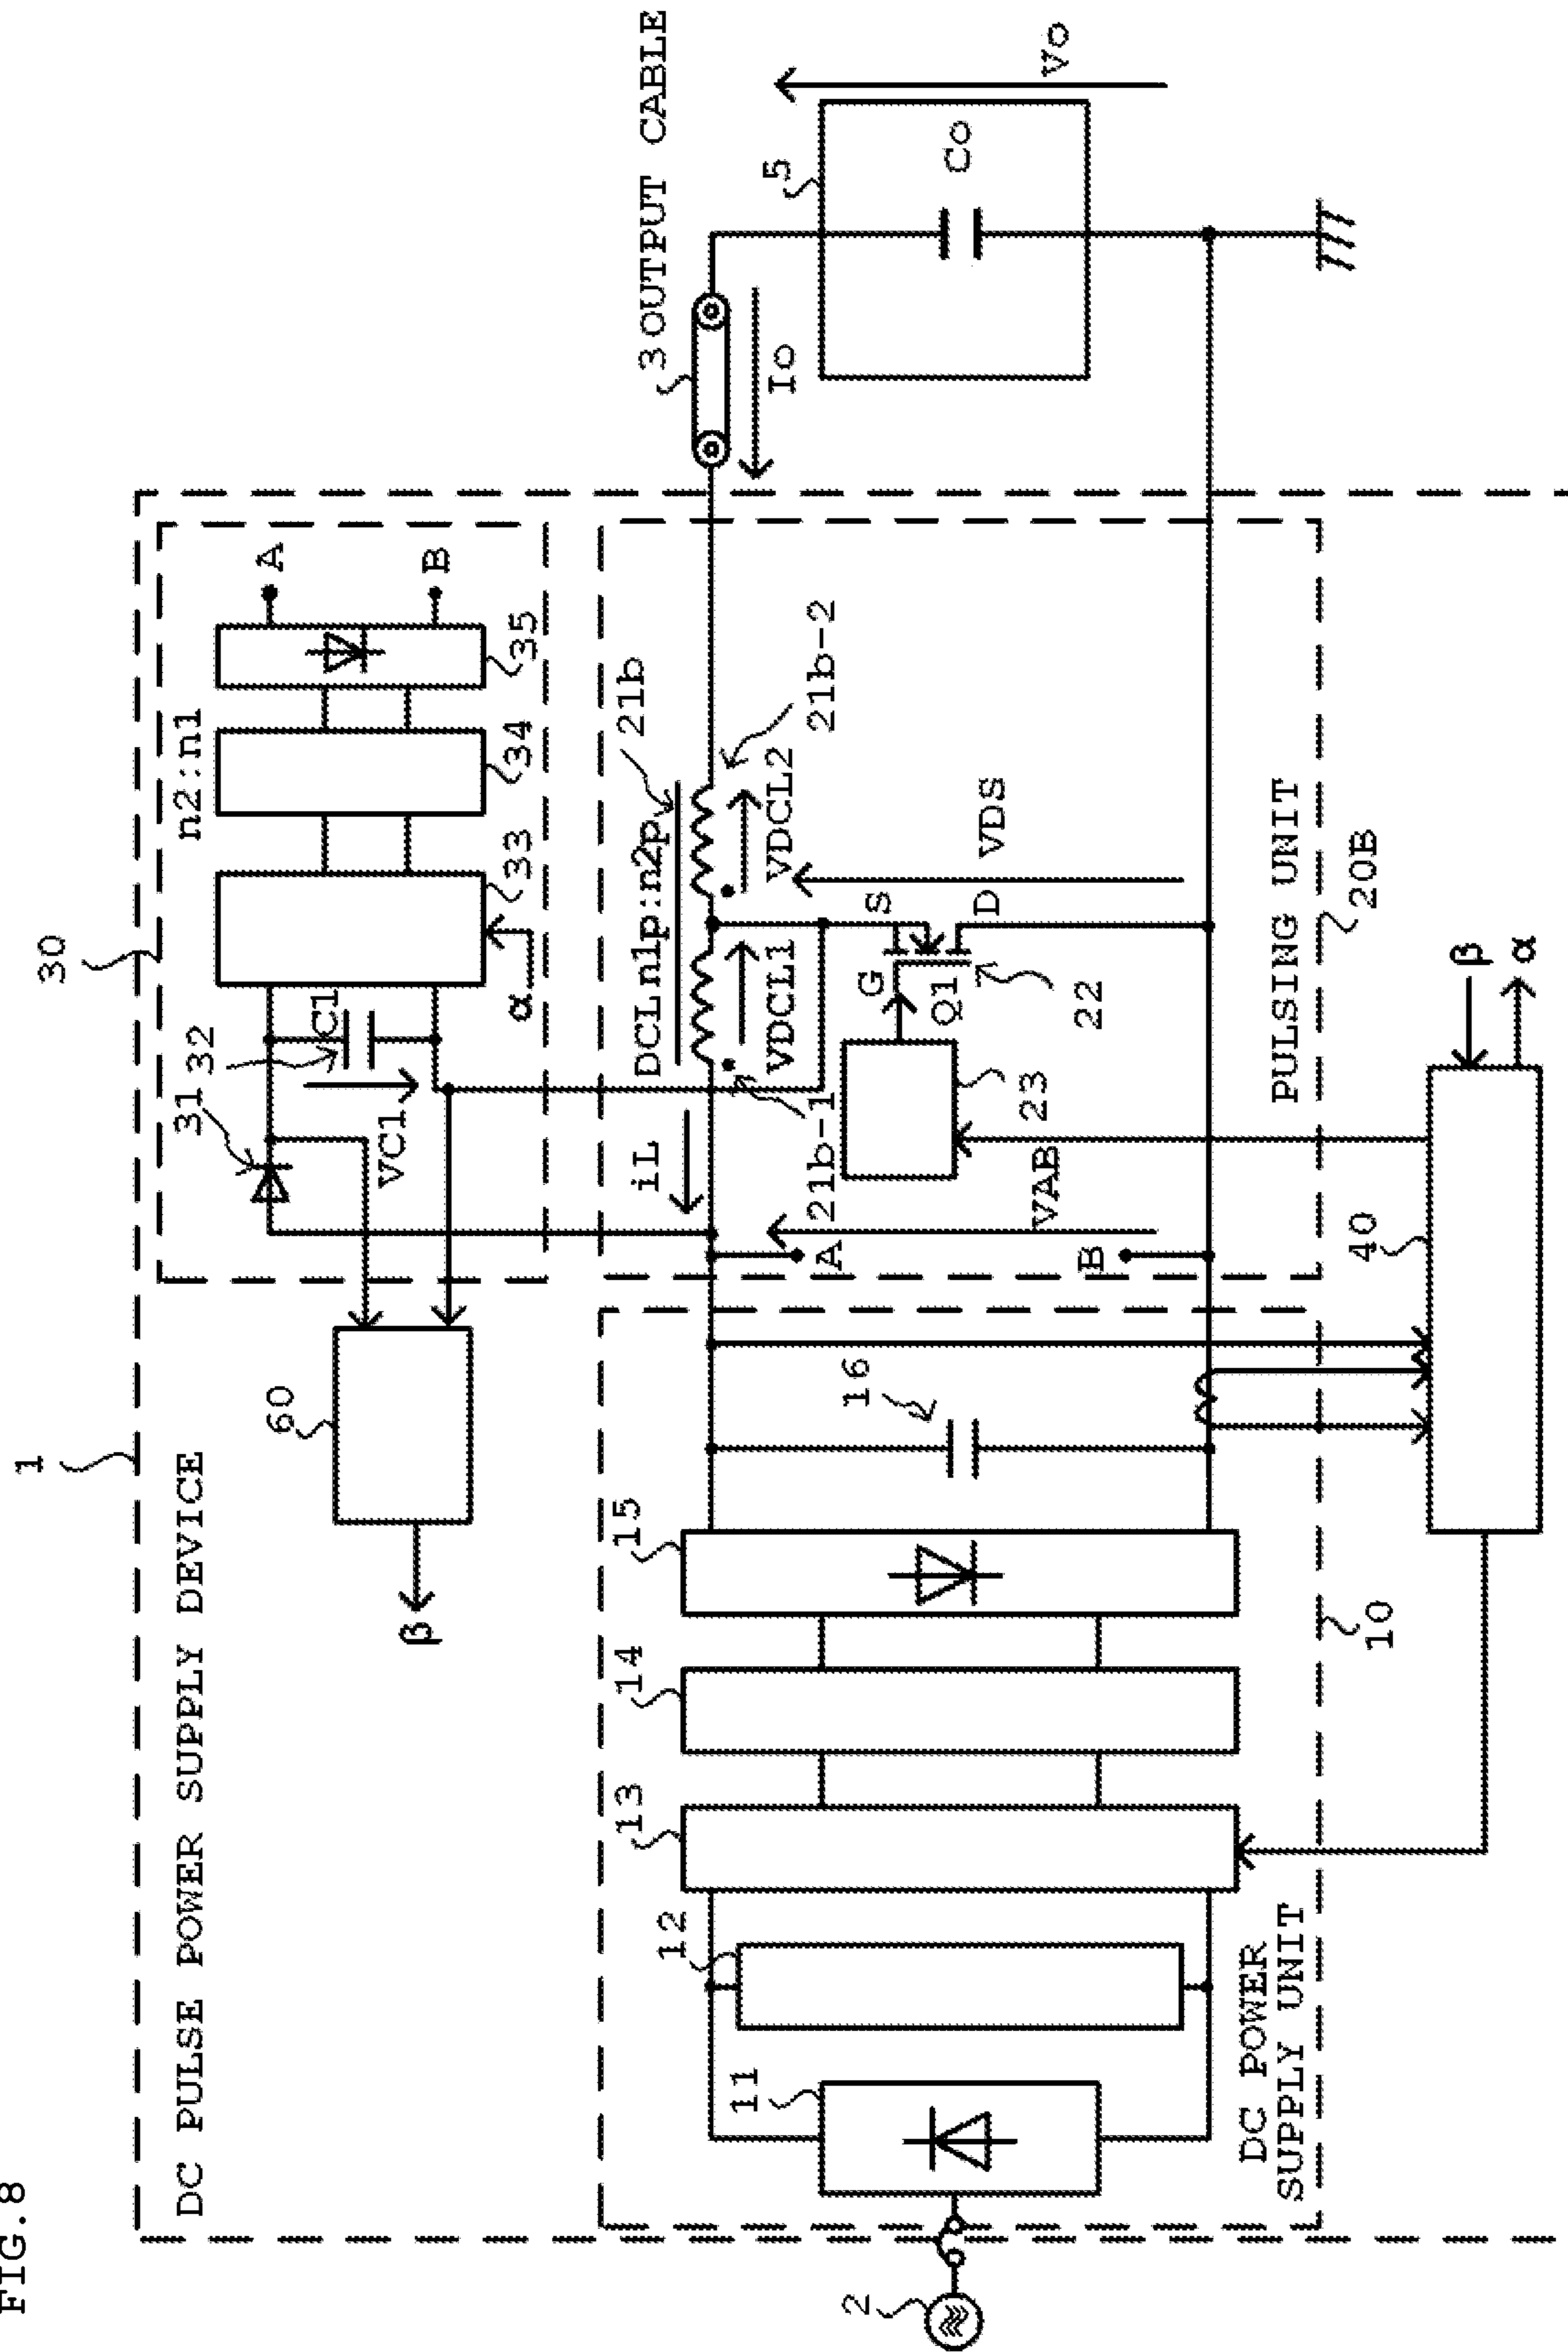 FIG.8
1
DC PULSE POWER SUPPLY DEVICE
30
n2:n1
31
32
C1
VC1
33
34
35
A
B
α
60
β
3 OUTPUT CABLE
Io
5
Co
Vo
DCL n1p:n2p
21b
VDCL1
VDCL2
21b-1
21b-2
iL
A
B
VAB
G
S
D
Q1
VDS
22
23
PULSING UNIT
20B
2
11
12
13
14
15
16
DC POWER
SUPPLY UNIT
10
40
β
α